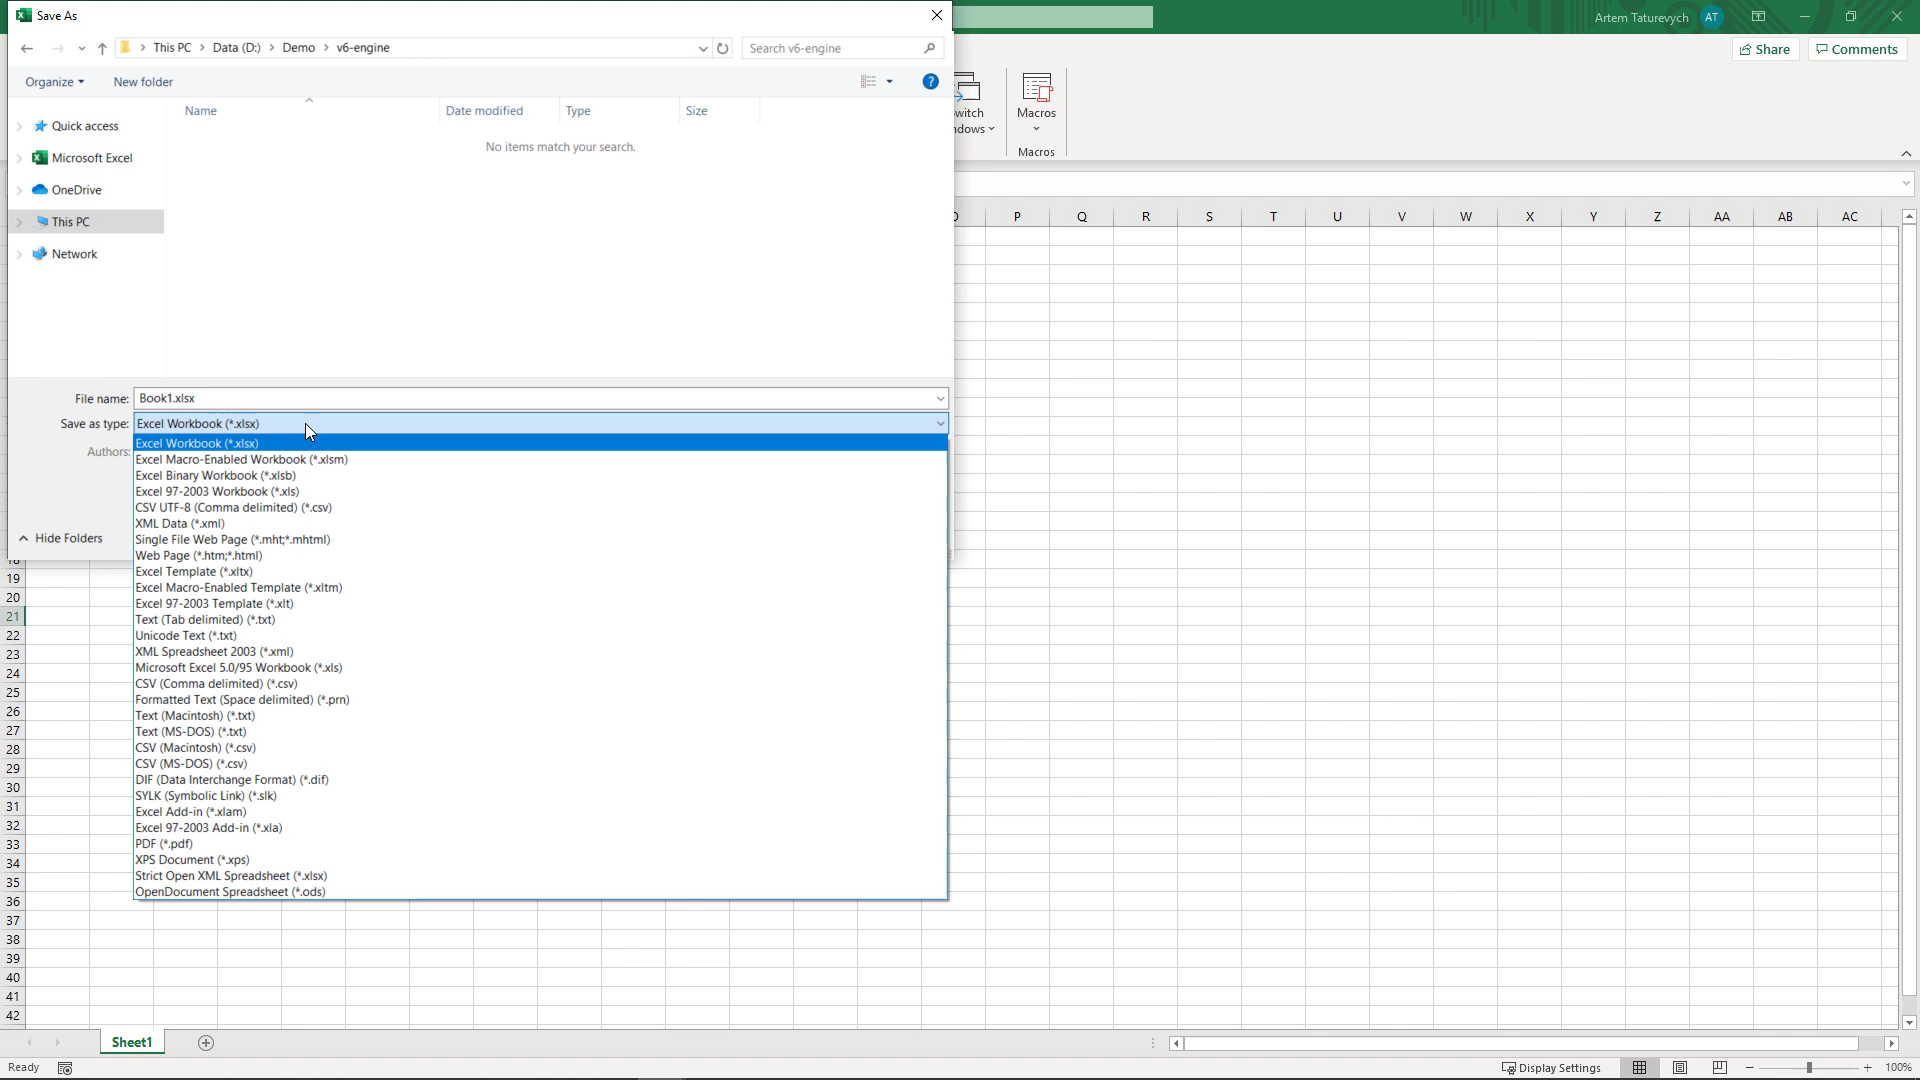 Save As
Artem Taturevych AT
This PC Data (D:) Demo v6-engine Search v6-engine
Share Comments
Organize New folder ?
Name Date modified Type Size
Macros
Macros
No items match your search.
Quick access
Microsoft Excel
OneDrive
This PC
Network
P Q R S T U V W X Y Z AA AB AC
File name: Book1.xlsx
Save as type: Excel Workbook (*.xlsx)
Authors:
Excel Workbook (*.xlsx)
Excel Macro-Enabled Workbook (*.xlsm)
Excel Binary Workbook (*.xlsb)
Excel 97-2003 Workbook (*.xls)
CSV UTF-8 (Comma delimited) (*.csv)
XML Data (*.xml)
Single File Web Page (*.mht;*.mhtml)
Hide Folders
Web Page (*.htm;*.html)
Excel Template (*.xltx)
Excel Macro-Enabled Template (*.xltm)
Excel 97-2003 Template (*.xlt)
Text (Tab delimited) (*.txt)
Unicode Text (*.txt)
XML Spreadsheet 2003 (*.xml)
Microsoft Excel 5.0/95 Workbook (*.xls)
CSV (Comma delimited) (*.csv)
Formatted Text (Space delimited) (*.prn)
Text (Macintosh) (*.txt)
Text (MS-DOS) (*.txt)
CSV (Macintosh) (*.csv)
CSV (MS-DOS) (*.csv)
DIF (Data Interchange Format) (*.dif)
SYLK (Symbolic Link) (*.slk)
Excel Add-in (*.xlam)
Excel 97-2003 Add-in (*.xla)
PDF (*.pdf)
XPS Document (*.xps)
Strict Open XML Spreadsheet (*.xlsx)
OpenDocument Spreadsheet (*.ods)
19
20
21
22
23
24
25
26
27
28
29
30
31
32
33
34
35
36
37
38
39
40
41
42
Sheet1
Ready Display Settings 100%